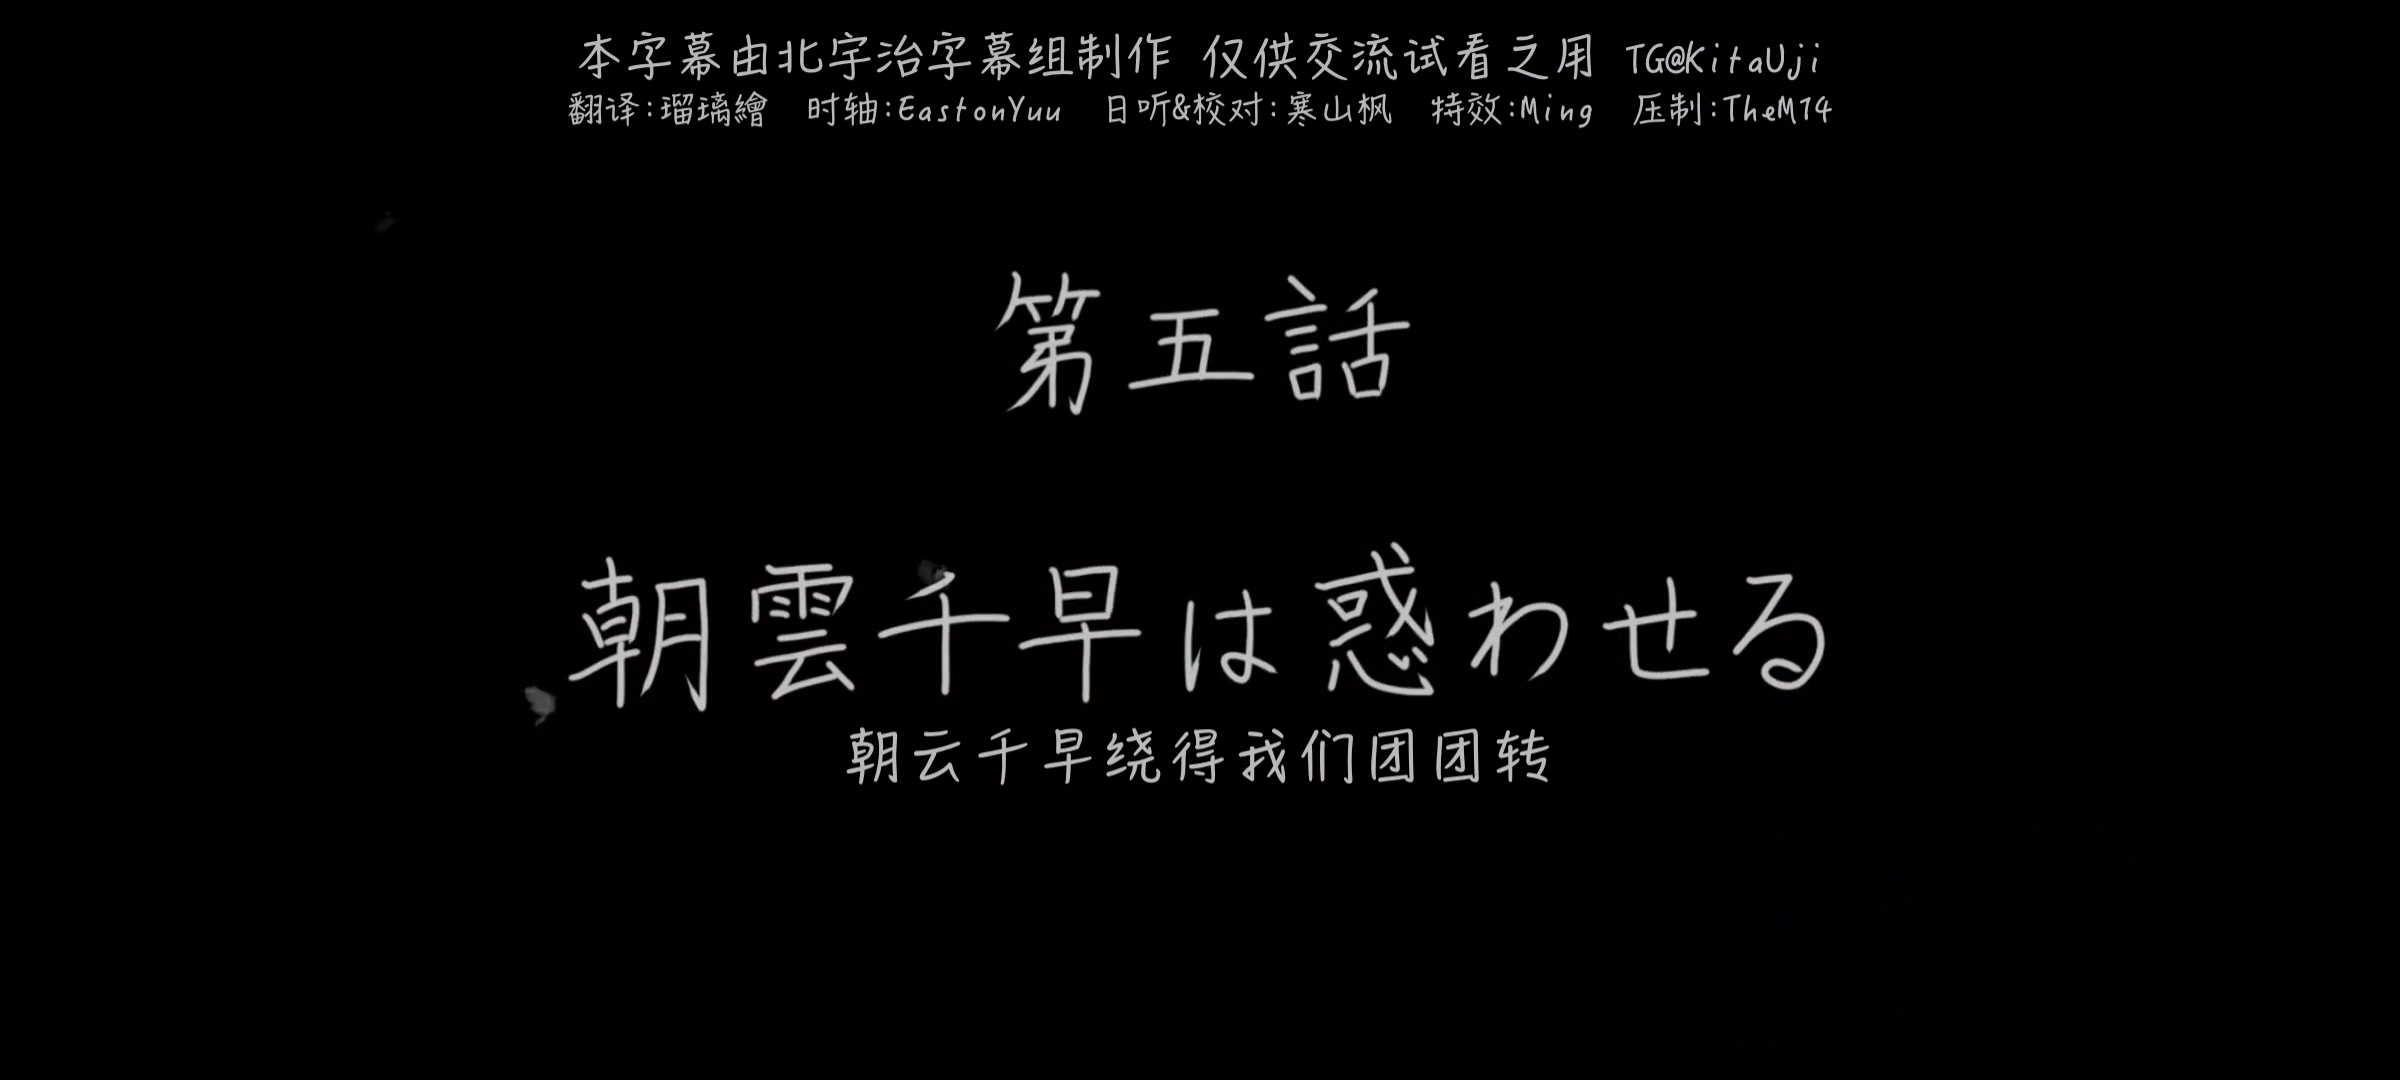 本字幕由北宇治字幕组制作 仅供交流试看之用 TG@KitaUji
翻译:瑠璃繪 时轴:EastonYuu 日听&校对:寒山枫 特效:Ming 压制:TheM14
第五話
朝雲千早は惑わせる
朝云千早绕得我们团团转